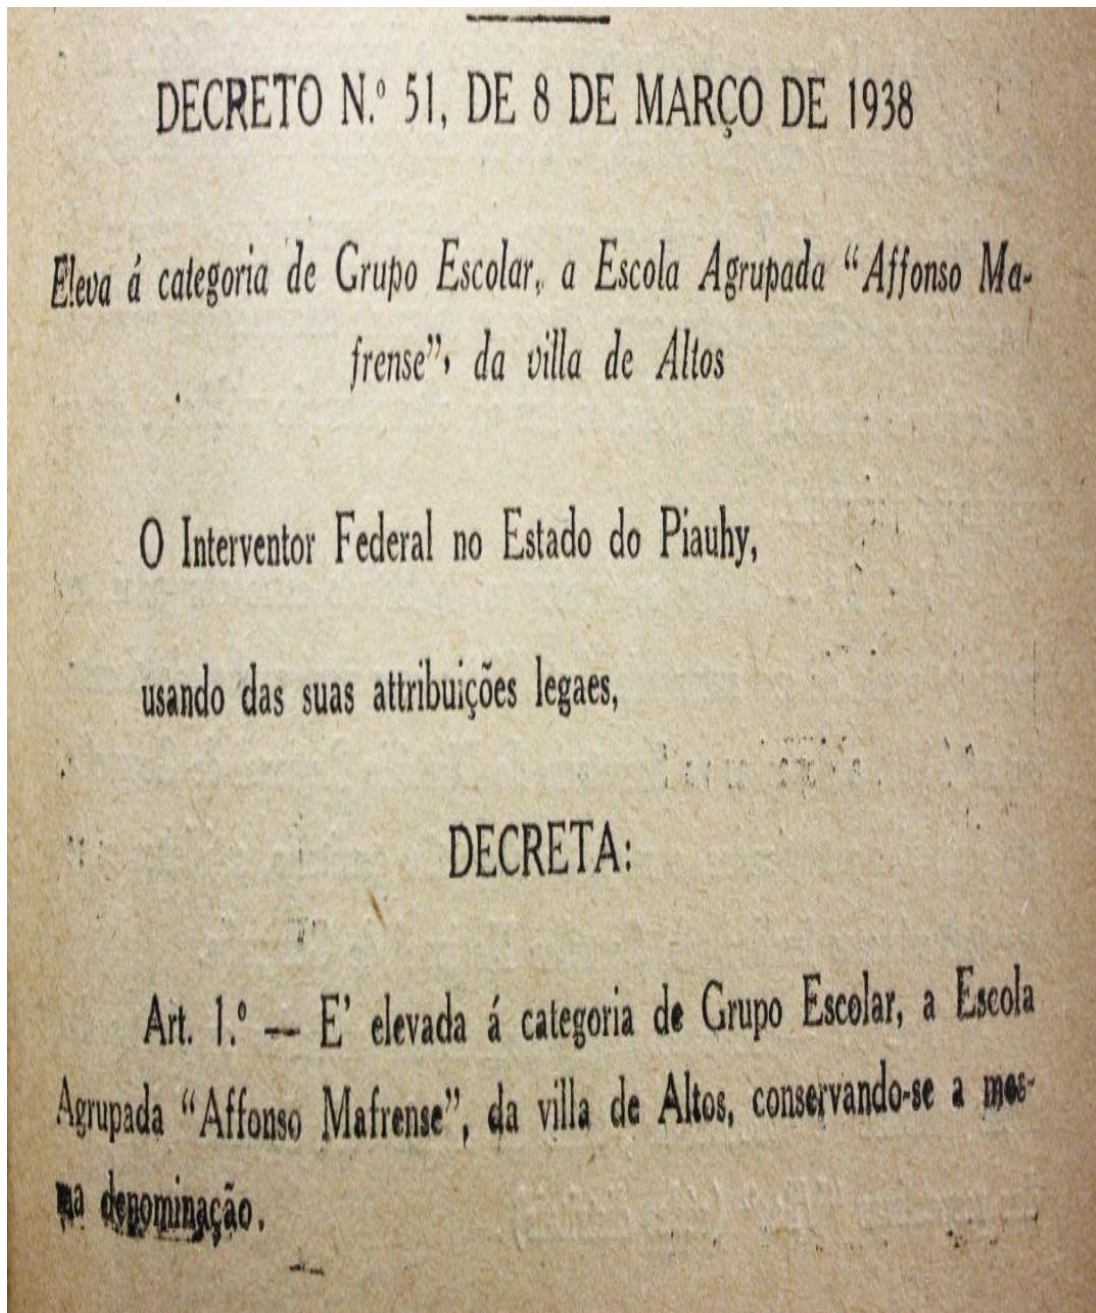 DECRETO N.º 51, DE 8 DE MARÇO DE 1938
Eleva á categoria de Grupo Escolar, a Escola Agrupada “Affonso Ma-
frense”, da villa de Altos
O Interventor Federal no Estado do Piauhy,
usando das suas attribuições legaes,
DECRETA:
Art. 1.º — E’ elevada á categoria de Grupo Escolar, a Escola
Agrupada “Affonso Mafrense”, da villa de Altos, conservando-se a mes-
ma denominação.